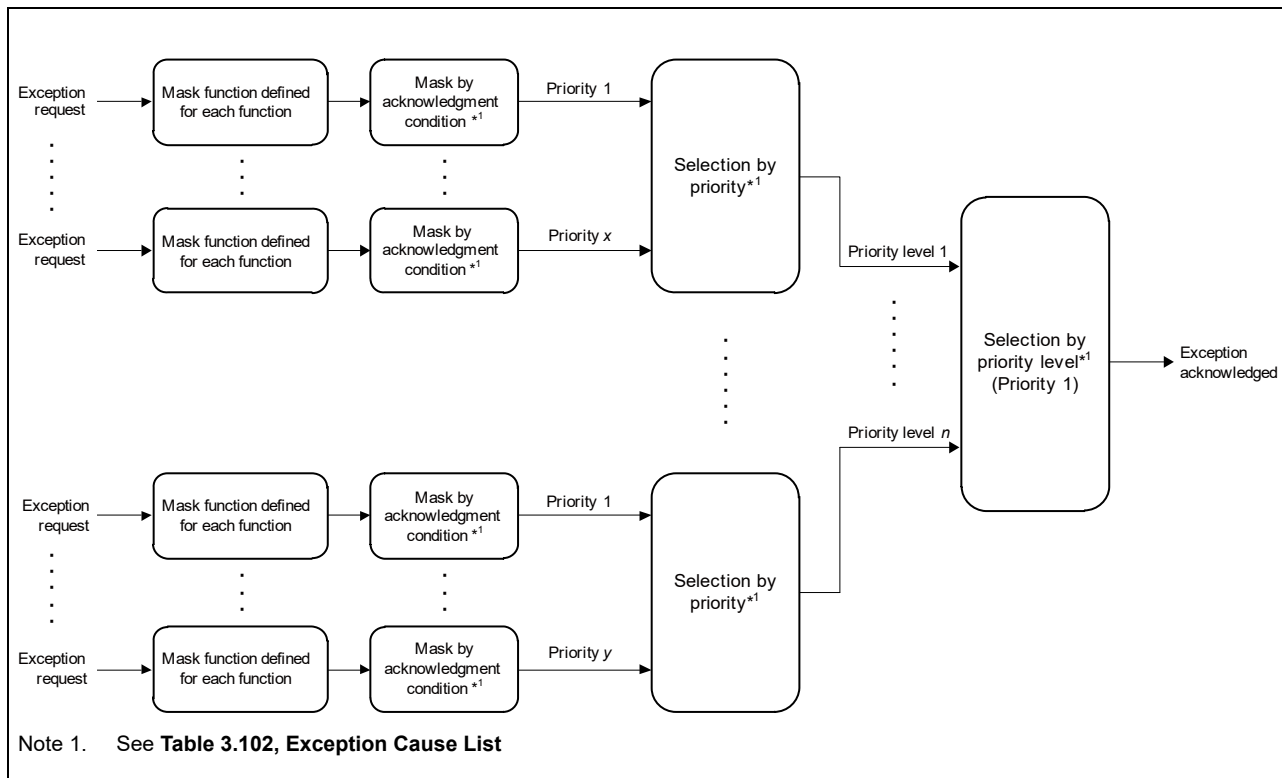 Exception
request
Mask function defined
for each function
Mask by
acknowledgment
condition *1
Priority 1
Exception
request
Mask function defined
for each function
Mask by
acknowledgment
condition *1
Priority x
Selection by
priority*1
Priority level 1
Selection by
priority level*1
(Priority 1)
Exception
acknowledged
Priority level n
Exception
request
Mask function defined
for each function
Mask by
acknowledgment
condition *1
Priority 1
Selection by
priority*1
Exception
request
Mask function defined
for each function
Mask by
acknowledgment
condition *1
Priority y
Note 1. See Table 3.102, Exception Cause List